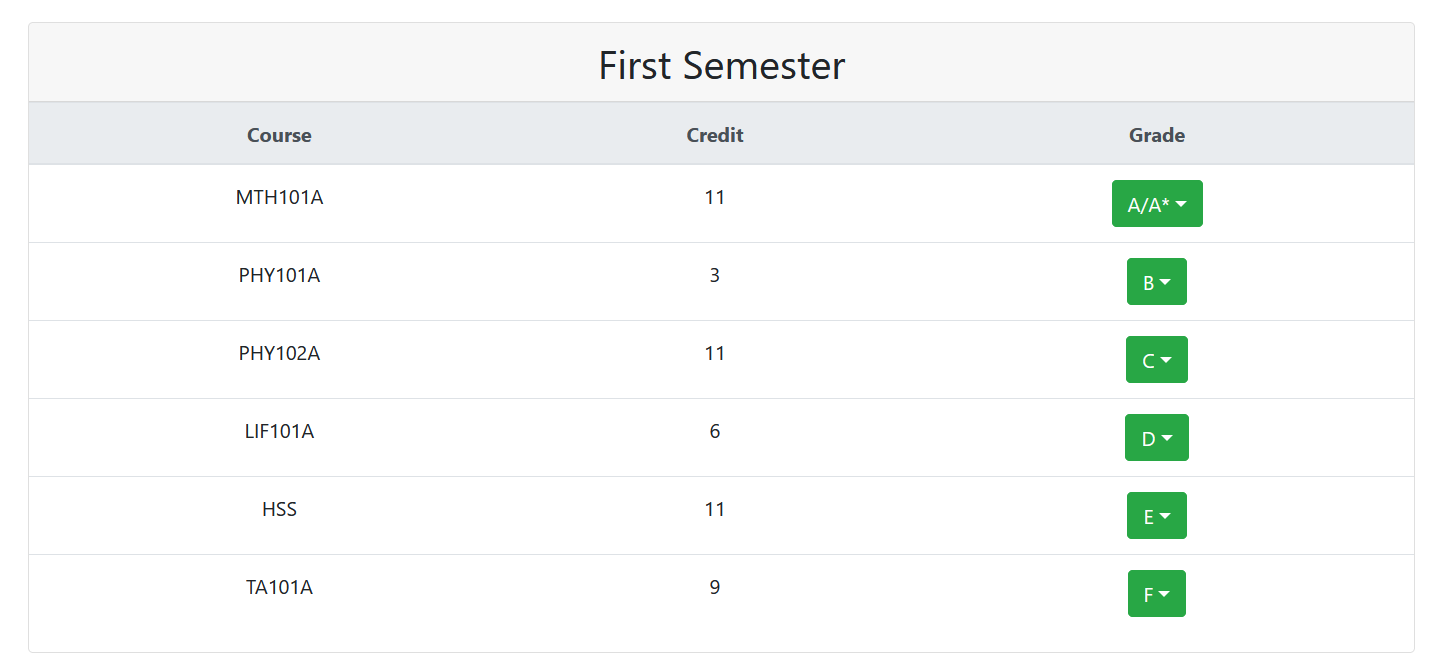 First Semester
Course Credit Grade
MTH101A 11 A/A*
PHY101A 3 B
PHY102A 11 C
LIF101A 6 D
HSS 11 E
TA101A 9 F